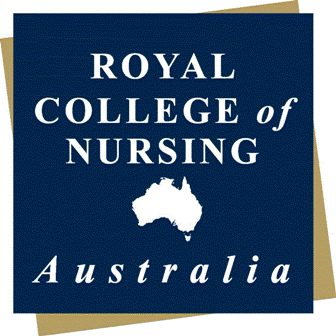 ROYAL
COLLEGE of
NURSING
Australia